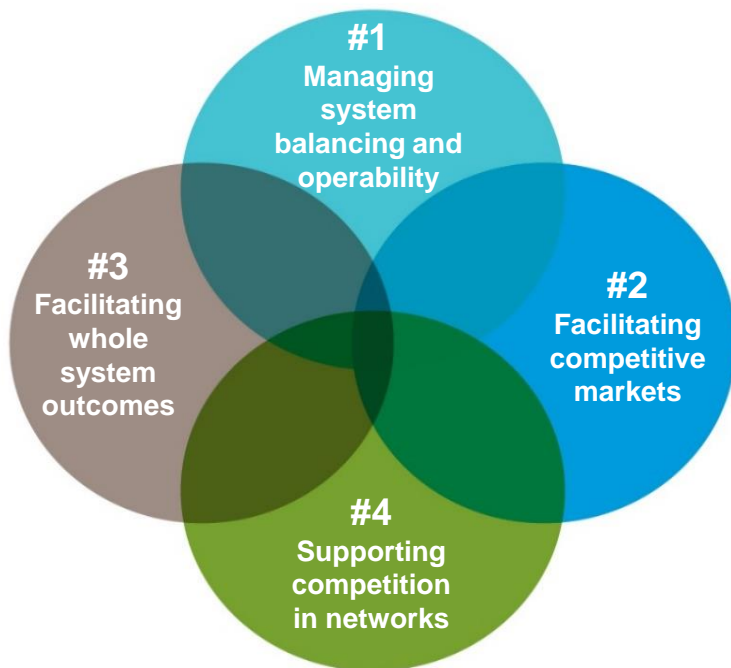 #1
Managing
system
balancing and
operability
#2
Facilitating
competitive
markets
#3
Facilitating
whole
system
outcomes
#4
Supporting
competition
in networks